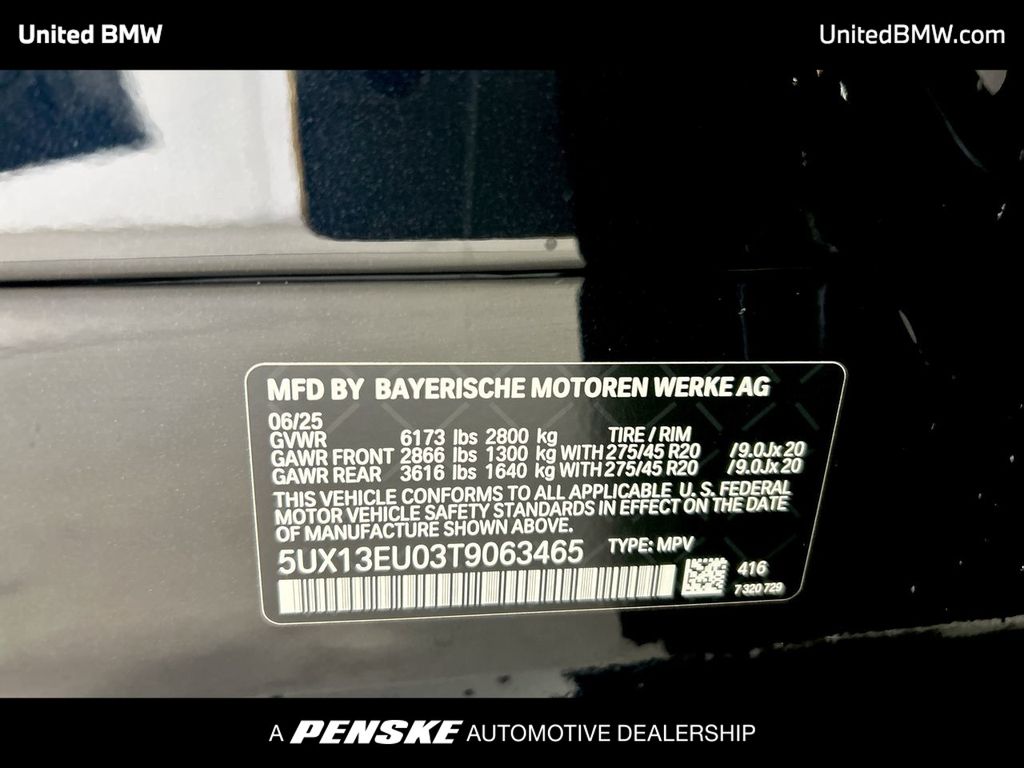 United BMW
UnitedBMW.com
MFD BY BAYERISCHE MOTOREN WERKE AG
06/25
GVWR 6173 lbs 2800 kg TIRE / RIM
GAWR FRONT 2866 lbs 1300 kg WITH 275/45 R20 /9.0Jx20
GAWR REAR 3616 lbs 1640 kg WITH 275/45 R20 /9.0Jx20
THIS VEHICLE CONFORMS TO ALL APPLICABLE U.S. FEDERAL
MOTOR VEHICLE SAFETY STANDARDS IN EFFECT ON THE DATE
OF MANUFACTURE SHOWN ABOVE.
5UX13EU03T9063465 TYPE: MPV
416
7 320 729
A PENSKE AUTOMOTIVE DEALERSHIP